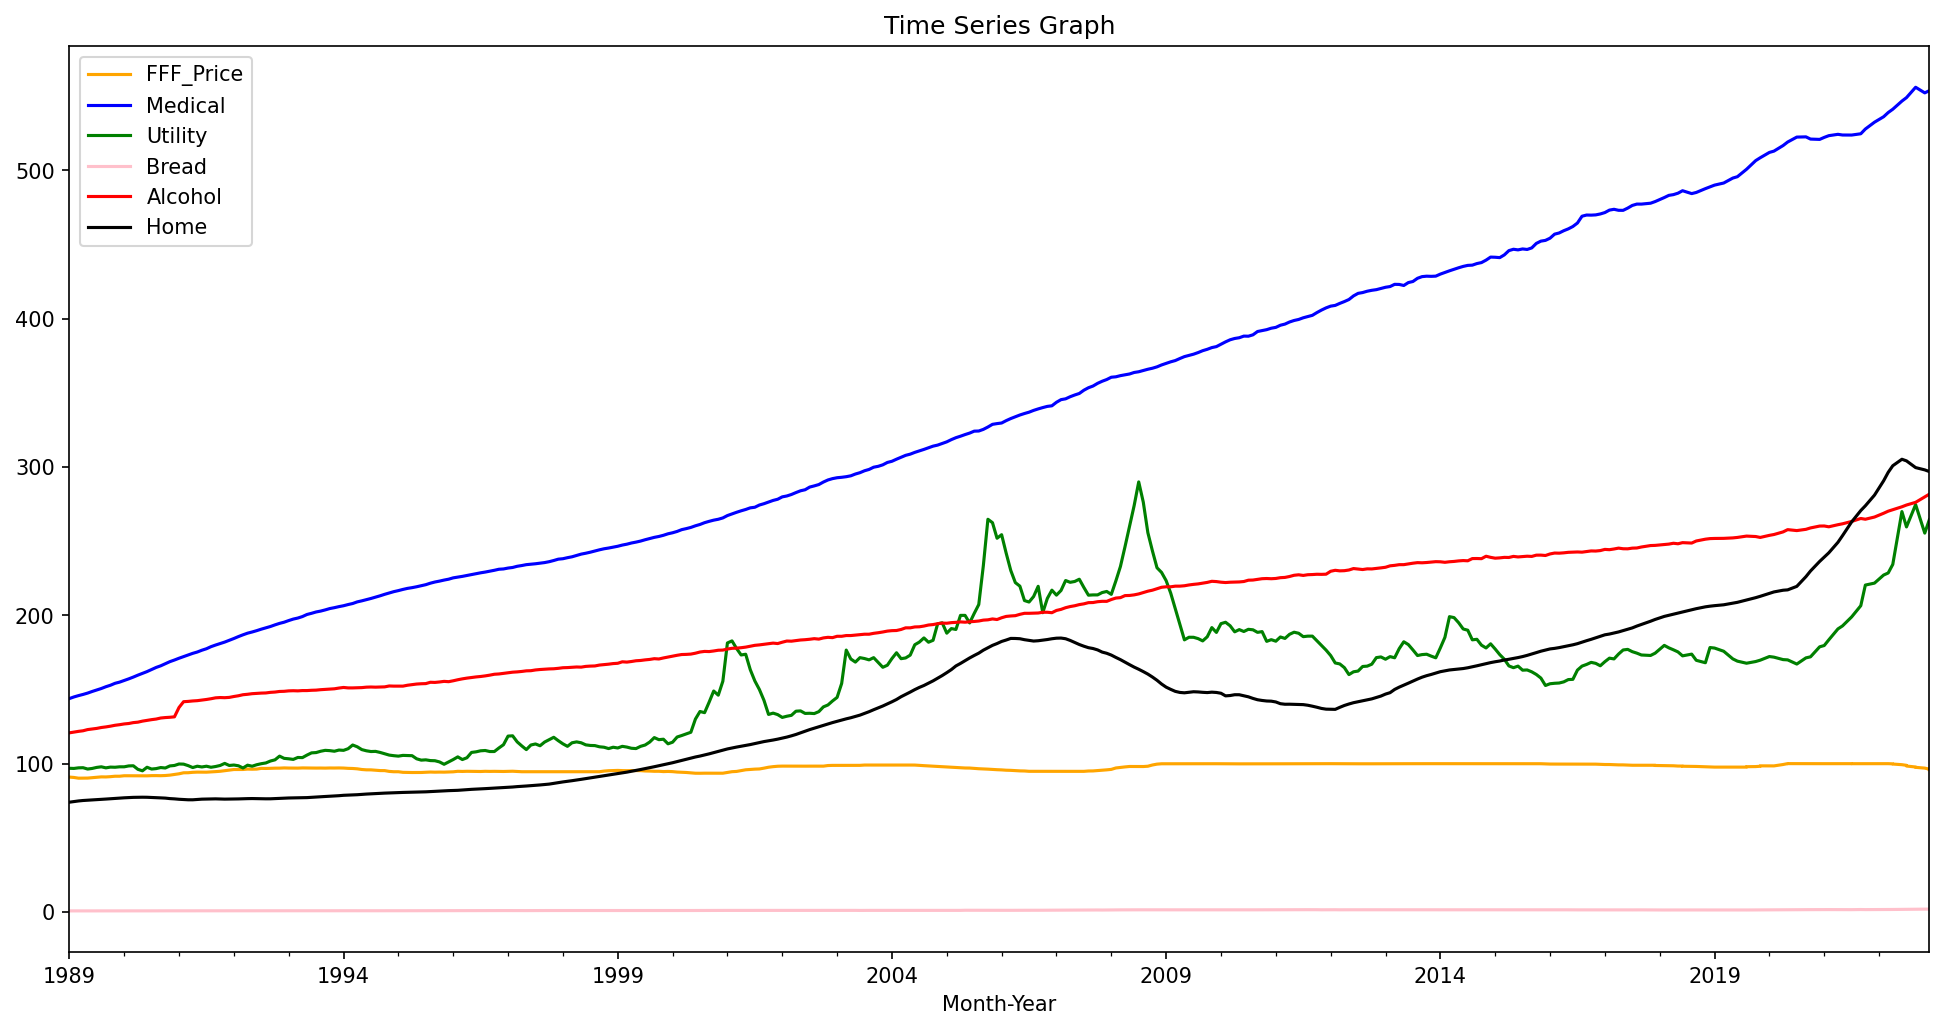 Time Series Graph
FFF_Price
Medical
Utility
Bread
Alcohol
Home
500
400
300
200
100
0
1989 1994 1999 2004 2009 2014 2019
Month-Year